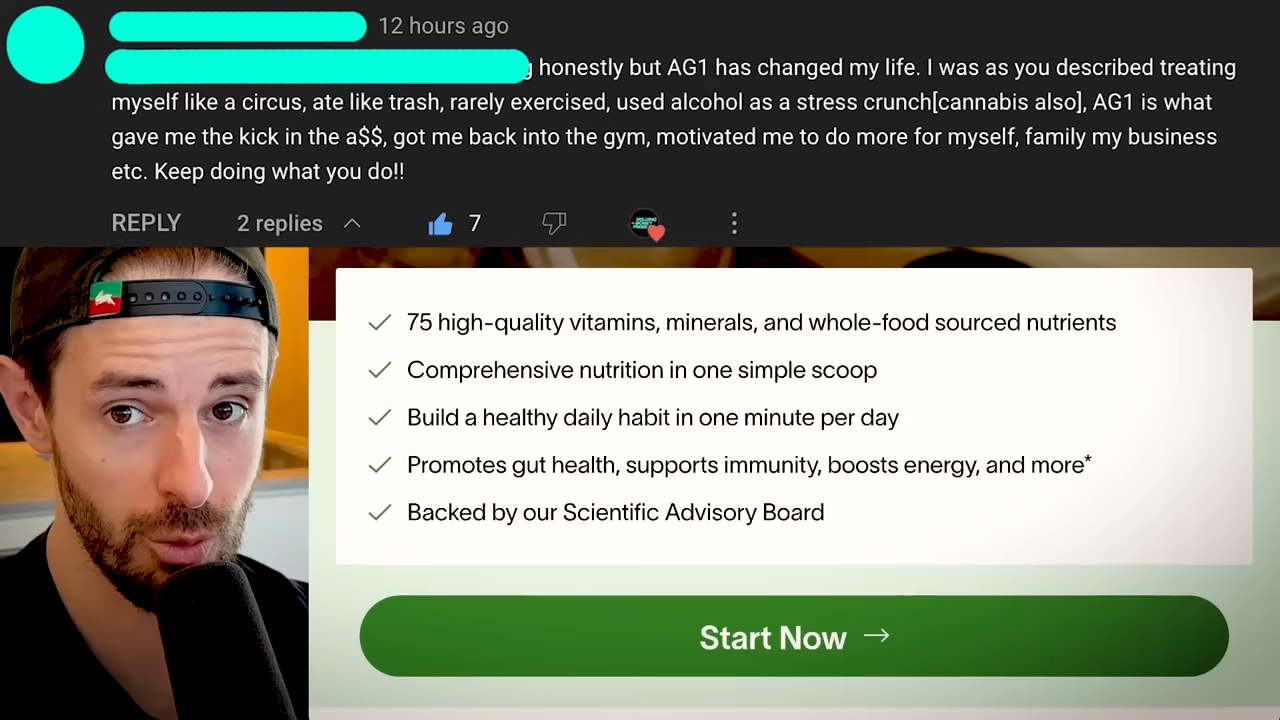 12 hours ago
honestly but AG1 has changed my life. I was as you described treating
myself like a circus, ate like trash, rarely exercised, used alcohol as a stress crunch[cannabis also], AG1 is what
gave me the kick in the a$$, got me back into the gym, motivated me to do more for myself, family my business
etc. Keep doing what you do!!
REPLY 2 replies 7
75 high-quality vitamins, minerals, and whole-food sourced nutrients
Comprehensive nutrition in one simple scoop
Build a healthy daily habit in one minute per day
Promotes gut health, supports immunity, boosts energy, and more*
Backed by our Scientific Advisory Board
Start Now →